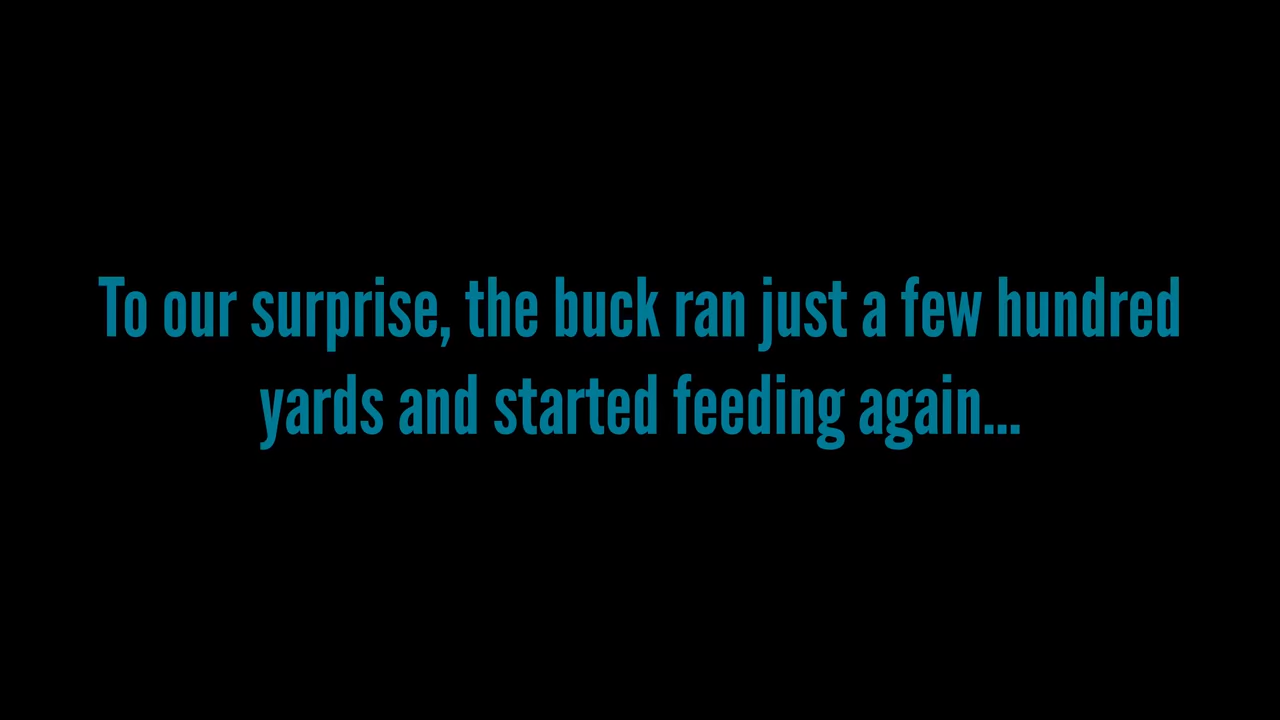 To our surprise, the buck ran just a few hundred
yards and started feeding again...